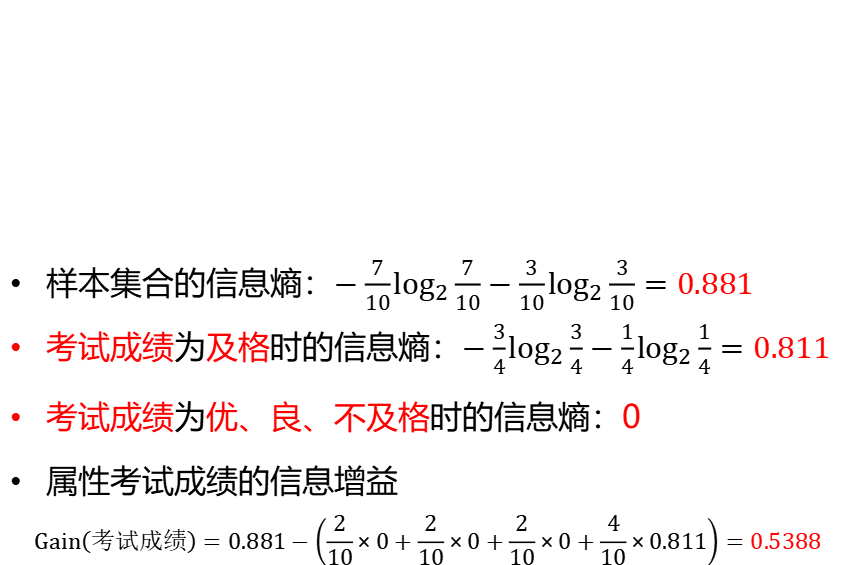 • 样本集合的信息熵：−7/10 log₂ 7/10 − 3/10 log₂ 3/10 = 0.881
• 考试成绩为及格时的信息熵：−3/4 log₂ 3/4 − 1/4 log₂ 1/4 = 0.811
• 考试成绩为优、良、不及格时的信息熵：0
• 属性考试成绩的信息增益
Gain(考试成绩) = 0.881 − (2/10 × 0 + 2/10 × 0 + 2/10 × 0 + 4/10 × 0.811) = 0.5388